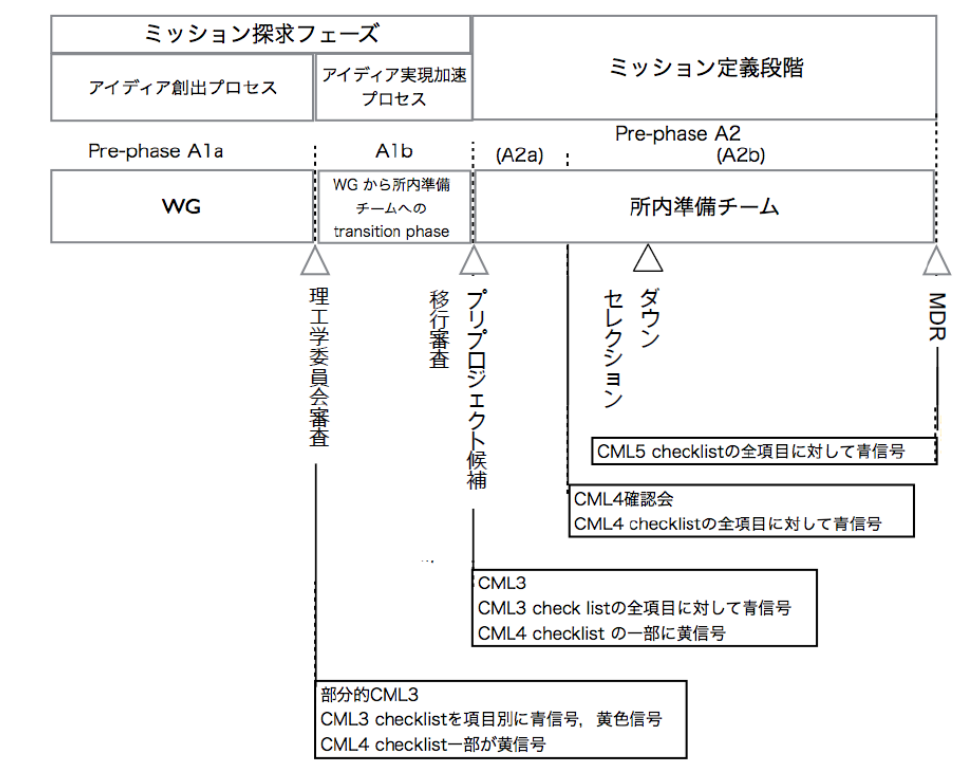 ミッション探求フェーズ
ミッション定義段階
アイディア創出プロセス
アイディア実現加速
プロセス
Pre-phase A1a
A1b
Pre-phase A2
(A2a)
(A2b)
WG
WG から所内準備
チームへの
transition phase
所内準備チーム
理工学委員会審査
プリプロジェクト候補
移行審査
ダウン
セレクション
MDR
CML5 checklistの全項目に対して青信号
CML4確認会
CML4 checklistの全項目に対して青信号
CML3
CML3 check listの全項目に対して青信号
CML4 checklist の一部に黄信号
部分的CML3
CML3 checklistを項目別に青信号，黄色信号
CML4 checklist一部が黄信号